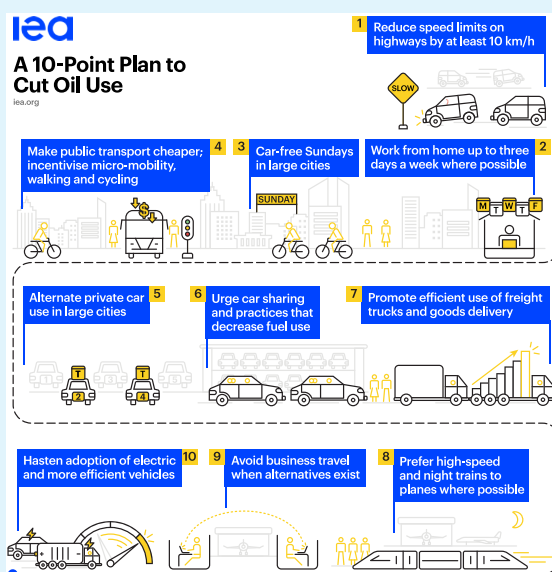 iea
A 10-Point Plan to
Cut Oil Use
iea.org
1
Reduce speed limits on
highways by at least 10 km/h
SLOW
2
Work from home up to three
days a week where possible
M T W T F
3
Car-free Sundays
in large cities
SUNDAY
4
Make public transport cheaper;
incentivise micro-mobility,
walking and cycling
$
5
Alternate private car
use in large cities
T
2
T
4
6
Urge car sharing
and practices that
decrease fuel use
7
Promote efficient use of freight
trucks and goods delivery
8
Prefer high-speed
and night trains to
planes where possible
9
Avoid business travel
when alternatives exist
10
Hasten adoption of electric
and more efficient vehicles